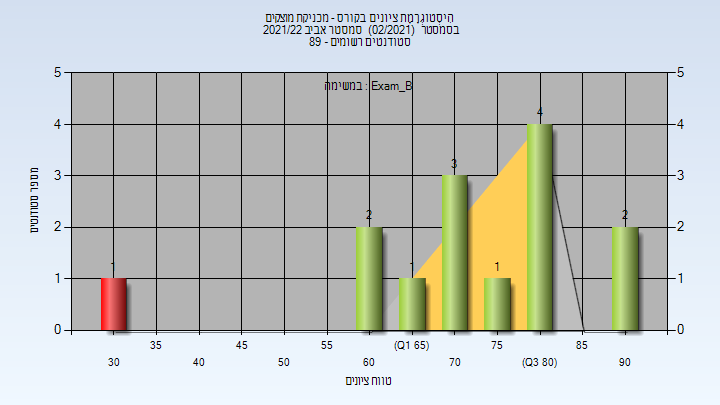 היסטוגרמת ציונים בקורס - מכניקת מוצקים
בסמסטר (02/2021) סמסטר אביב 2021/22
סטודנטים רשומים - 89
במשימה : Exam_B
מספר סטודנטים
5 5
4 4
3 3
2 2
1 1
0 0
1 2 1 3 1 4 2
35 45 55 (Q1 65) 75 85
30 40 50 60 70 (Q3 80) 90
טווח ציונים